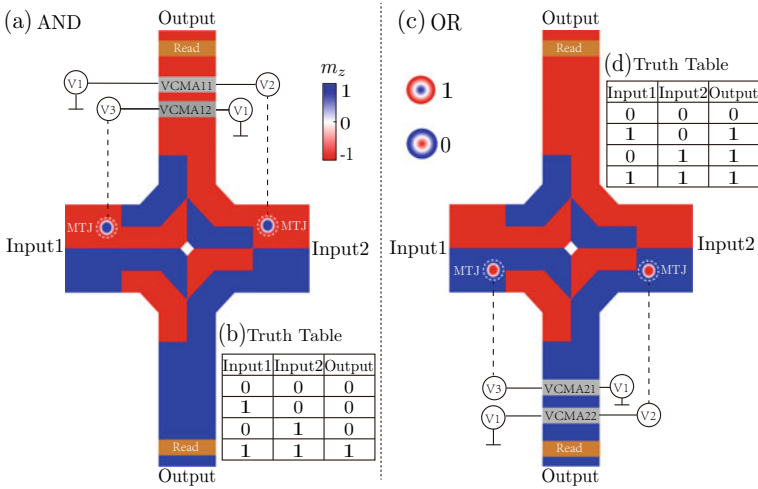 (a) AND
Output
Read
V1 VCMA11 V2
V3 VCMA12 V1
m_z
1
0
-1
MTJ
MTJ
Input1
Input2
(b) Truth Table
Input1 Input2 Output
0 0 0
1 0 0
0 1 0
1 1 1
Read
Output
(c) OR
Output
Read
1
0
(d) Truth Table
Input1 Input2 Output
0 0 0
1 0 1
0 1 1
1 1 1
Input1
Input2
MTJ
MTJ
V3 VCMA21 V1
V1 VCMA22 V2
Read
Output